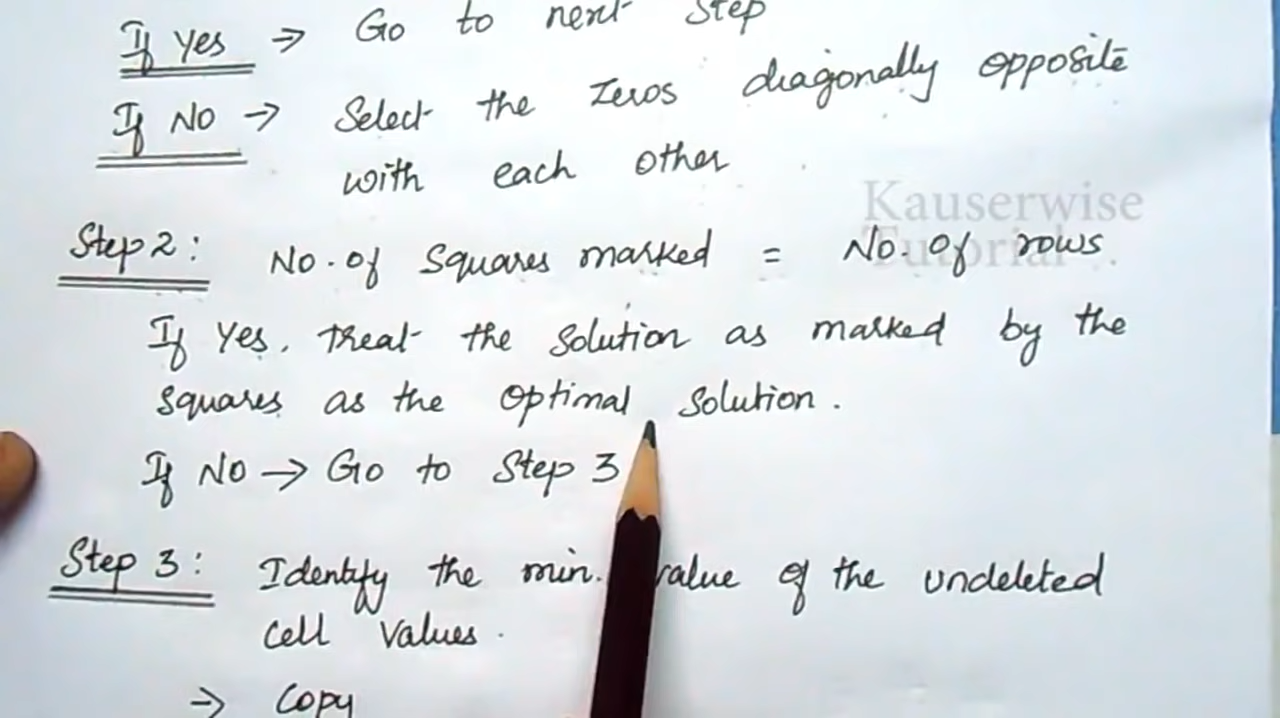 If Yes → Go to next Step
If No → Select the zeros diagonally opposite
with each other
Kauserwise
Tutorial
Step 2: No. of squares marked = No. of rows
If Yes, treat the solution as marked by the
squares as the optimal solution.
If No → Go to Step 3
Step 3: Identify the min. value of the undeleted
cell values.
→ Copy